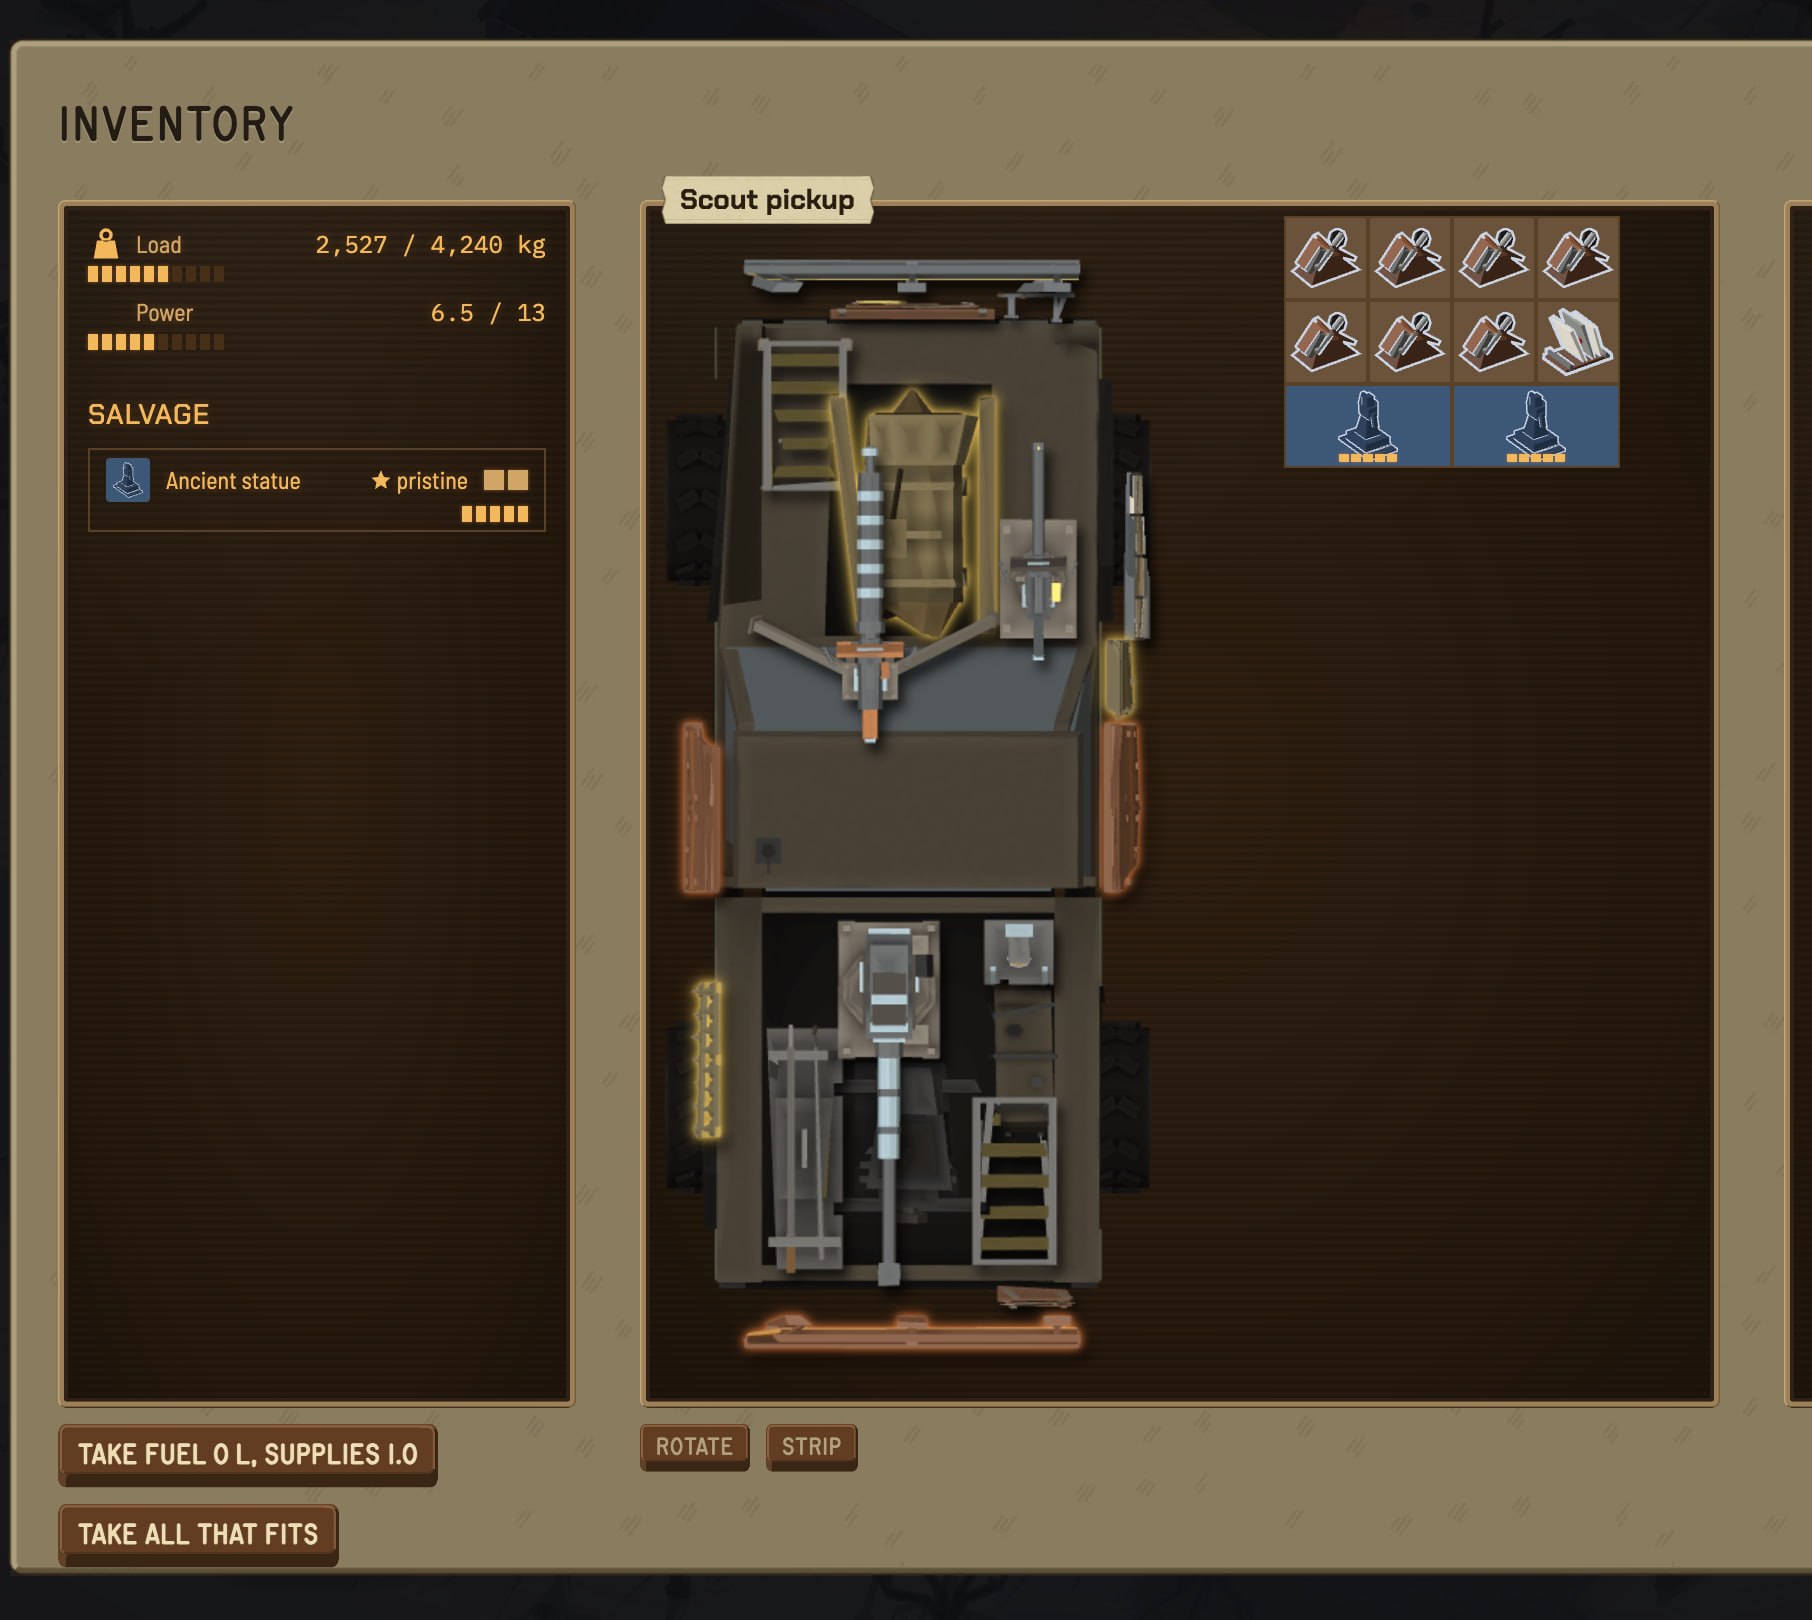 INVENTORY
Scout pickup
Load 2,527 / 4,240 kg
Power 6.5 / 13
SALVAGE
Ancient statue ★ pristine
TAKE FUEL 0 L, SUPPLIES 1.0
TAKE ALL THAT FITS
ROTATE STRIP